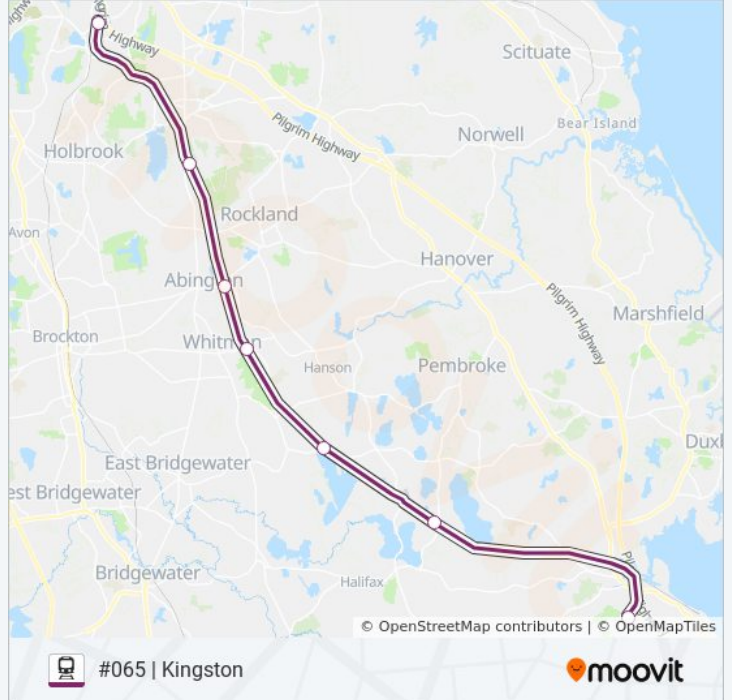 Highway
Scituate
Pilgrim Highway
Bear Island
Norwell
Holbrook
Rockland
Avon
Hanover
Abington
Pilgrim Highway
Marshfield
Brockton
Whitman
Hanson
Pembroke
East Bridgewater
est Bridgewater
Bridgewater
Halifax
© OpenStreetMap contributors | © OpenMapTiles
#065 | Kingston
moovit